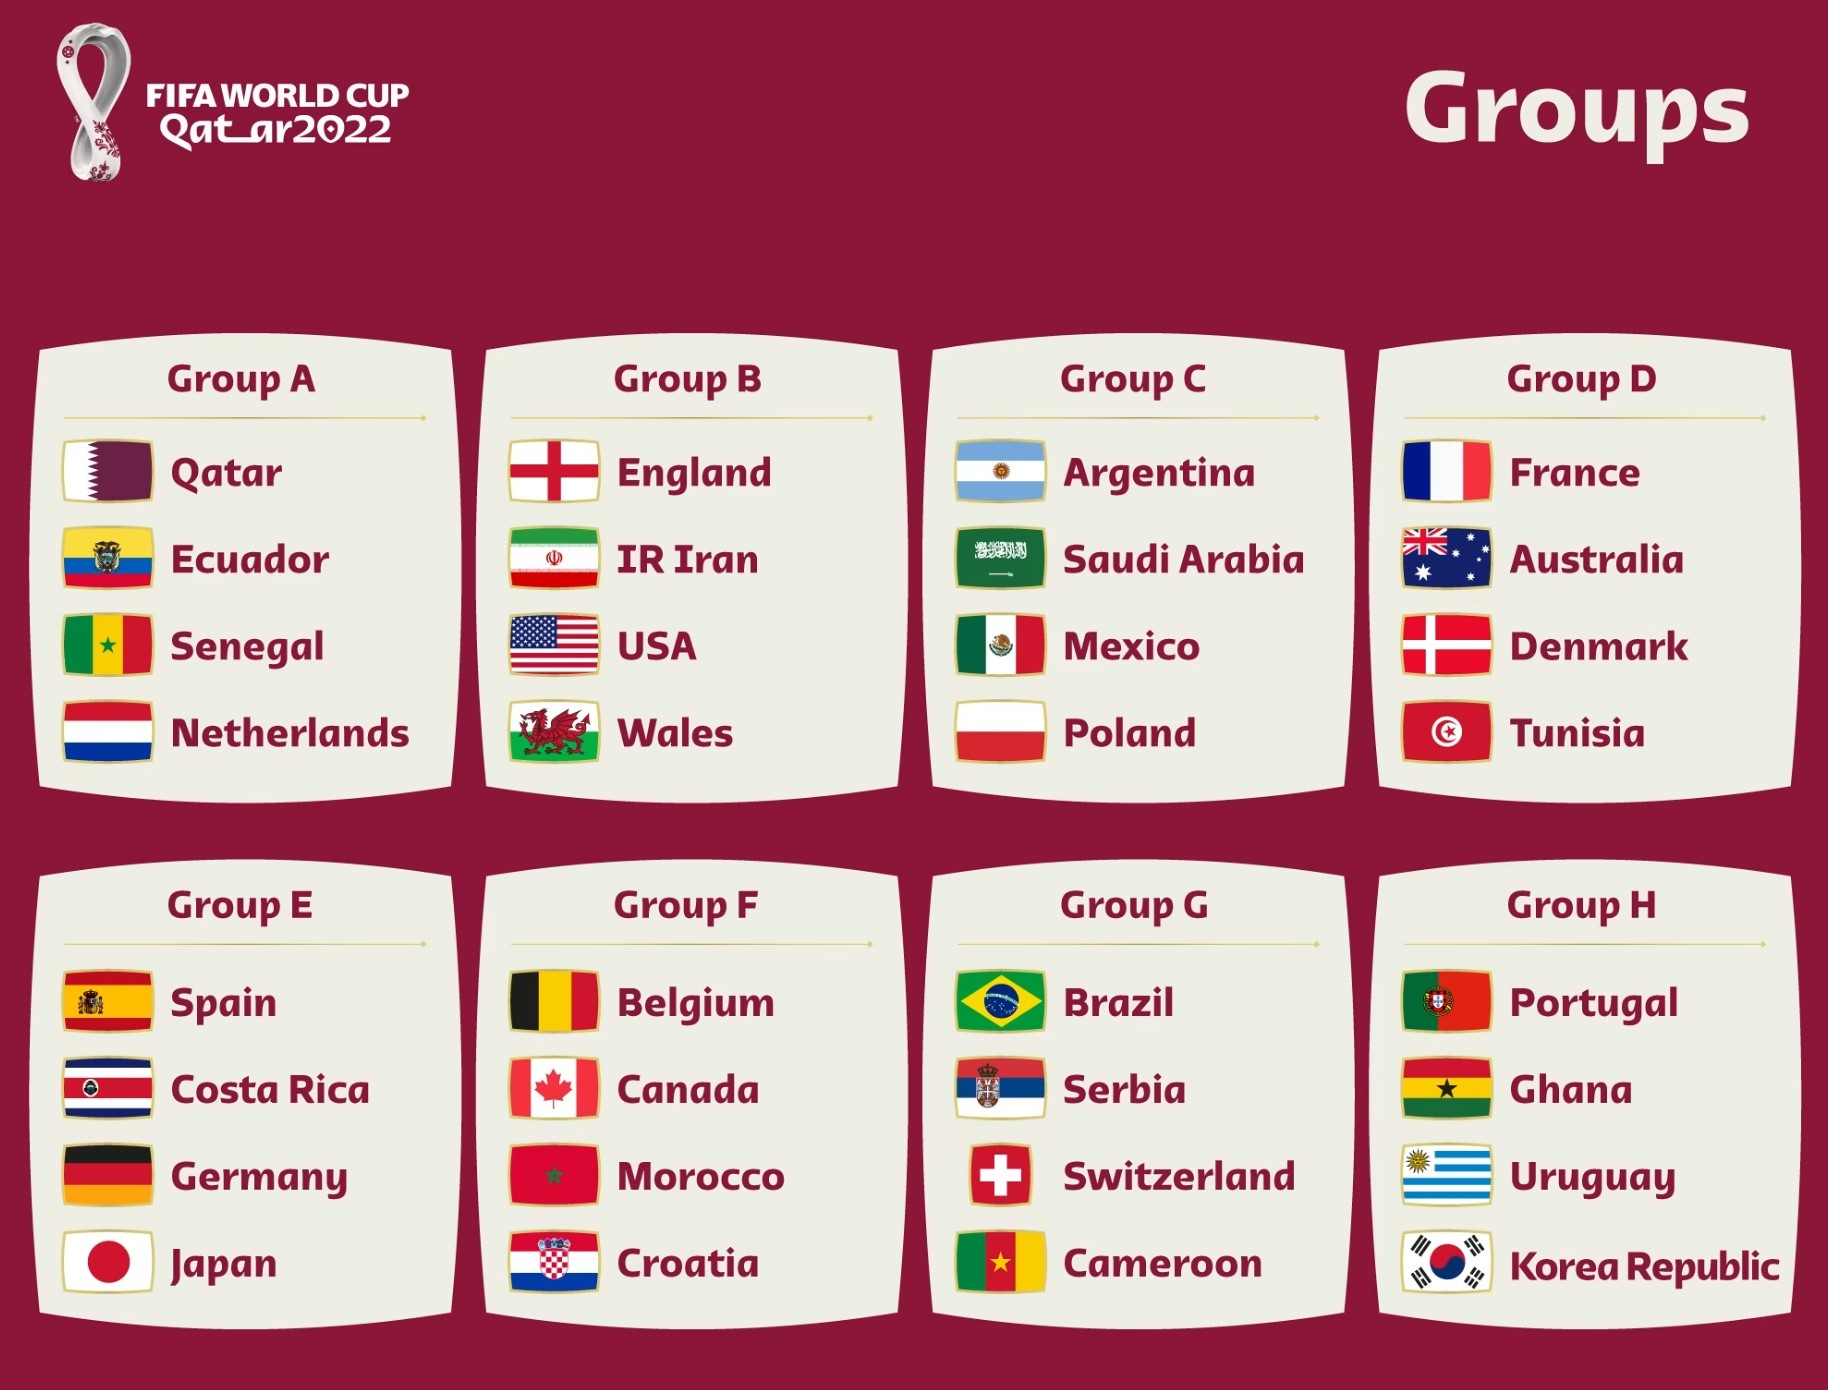 FIFA WORLD CUP
Qatar2022
Groups
Group A
Qatar
Ecuador
Senegal
Netherlands
Group B
England
IR Iran
USA
Wales
Group C
Argentina
Saudi Arabia
Mexico
Poland
Group D
France
Australia
Denmark
Tunisia
Group E
Spain
Costa Rica
Germany
Japan
Group F
Belgium
Canada
Morocco
Croatia
Group G
Brazil
Serbia
Switzerland
Cameroon
Group H
Portugal
Ghana
Uruguay
Korea Republic